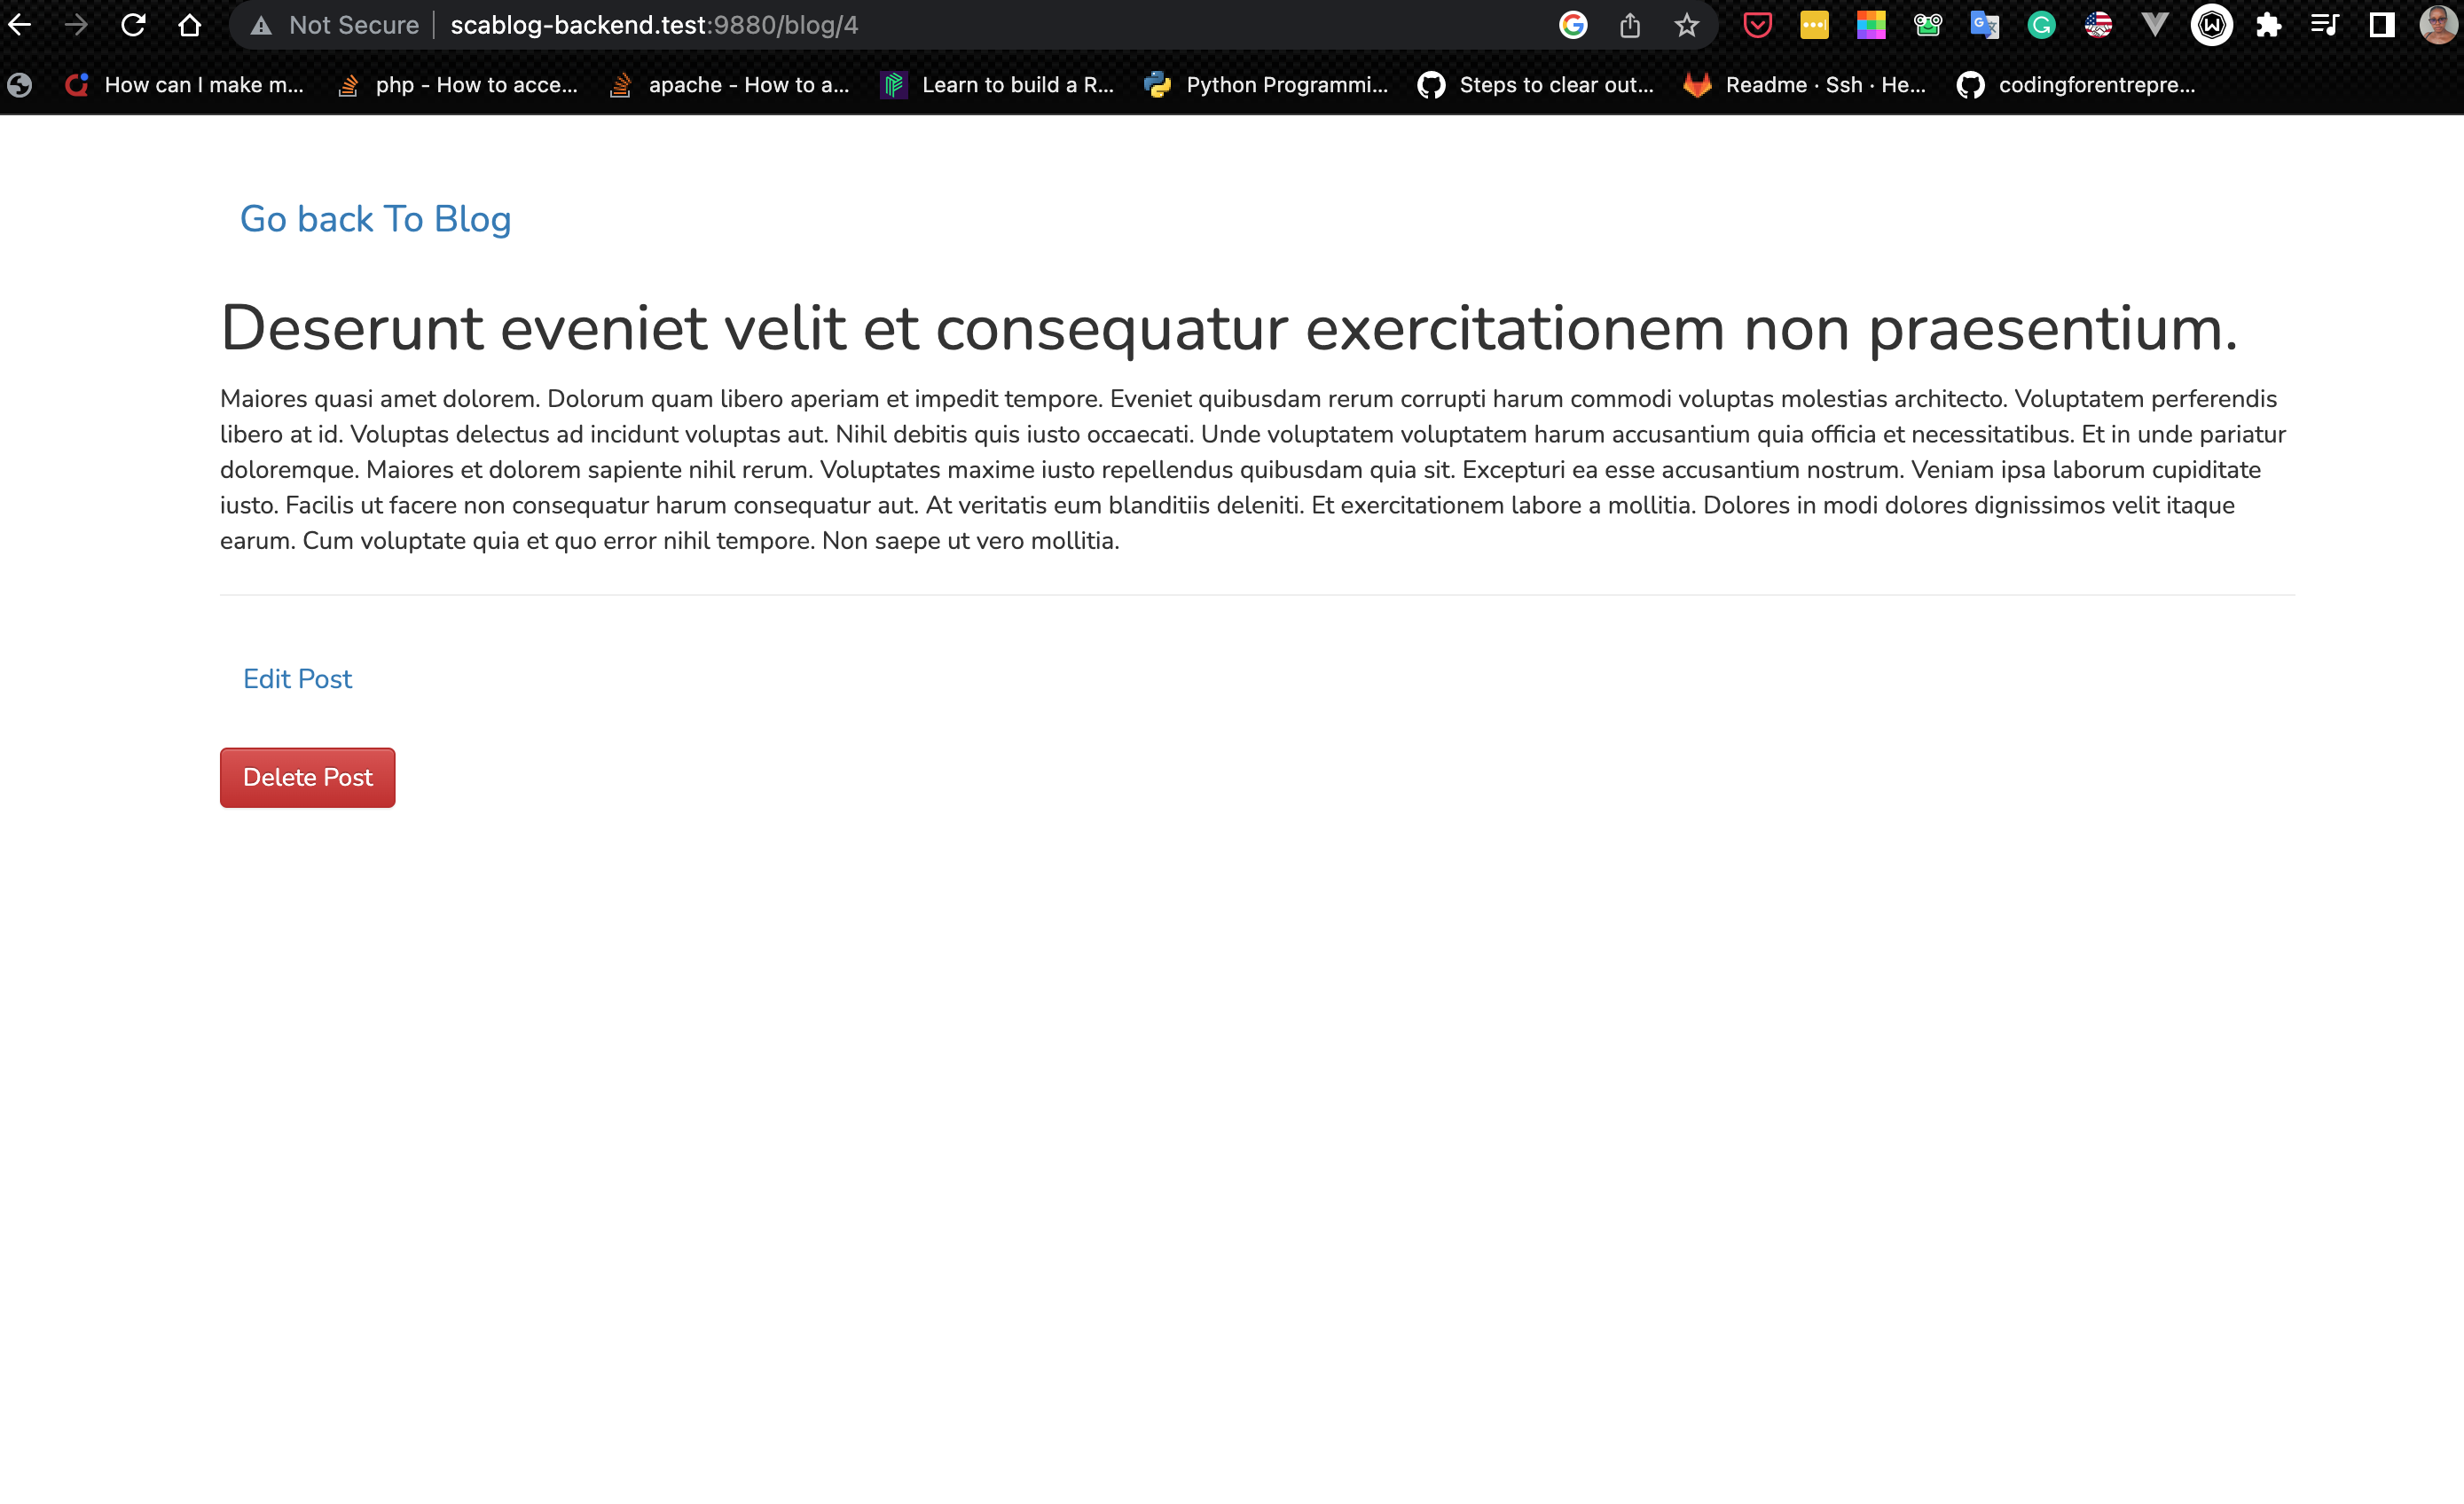 Not Secure scablog-backend.test:9880/blog/4
How can I make m... php - How to acce... apache - How to a... Learn to build a R... Python Programmi... Steps to clear out... Readme · Ssh · He... codingforentrepre...
Go back To Blog
Deserunt eveniet velit et consequatur exercitationem non praesentium.
Maiores quasi amet dolorem. Dolorum quam libero aperiam et impedit tempore. Eveniet quibusdam rerum corrupti harum commodi voluptas molestias architecto. Voluptatem perferendis
libero at id. Voluptas delectus ad incidunt voluptas aut. Nihil debitis quis iusto occaecati. Unde voluptatem voluptatem harum accusantium quia officia et necessitatibus. Et in unde pariatur
doloremque. Maiores et dolorem sapiente nihil rerum. Voluptates maxime iusto repellendus quibusdam quia sit. Excepturi ea esse accusantium nostrum. Veniam ipsa laborum cupiditate
iusto. Facilis ut facere non consequatur harum consequatur aut. At veritatis eum blanditiis deleniti. Et exercitationem labore a mollitia. Dolores in modi dolores dignissimos velit itaque
earum. Cum voluptate quia et quo error nihil tempore. Non saepe ut vero mollitia.
Edit Post
Delete Post